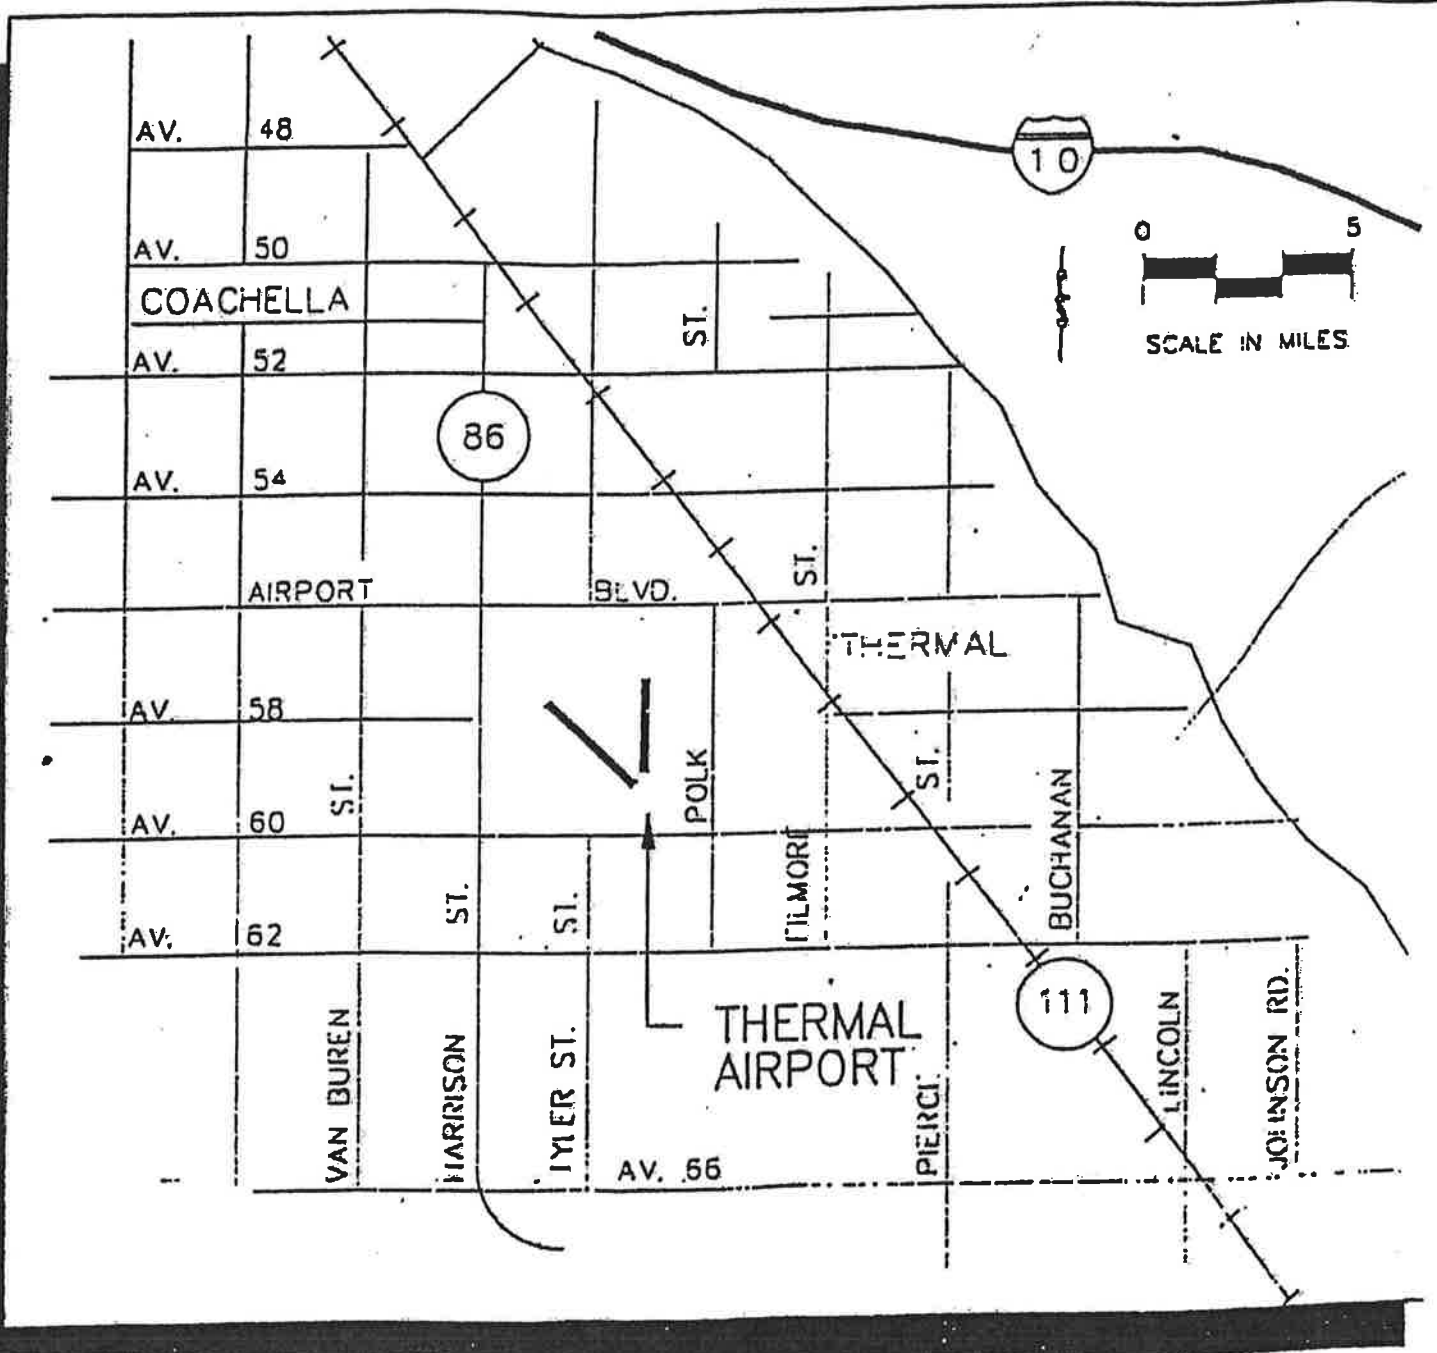 AV. 48
10
AV. 50
0 5
COACHELLA
ST.
SCALE IN MILES
AV. 52
86
AV. 54
ST.
AIRPORT BLVD.
THERMAL
AV. 58
ST.
POLK
ST.
BUCHANAN
AV. 60
FILMORE
ST.
ST.
AV. 62
111
THERMAL
AIRPORT
VAN BUREN
HARRISON
TYLER ST.
PIERCE
LINCOLN
JOHNSON RD.
AV. 66